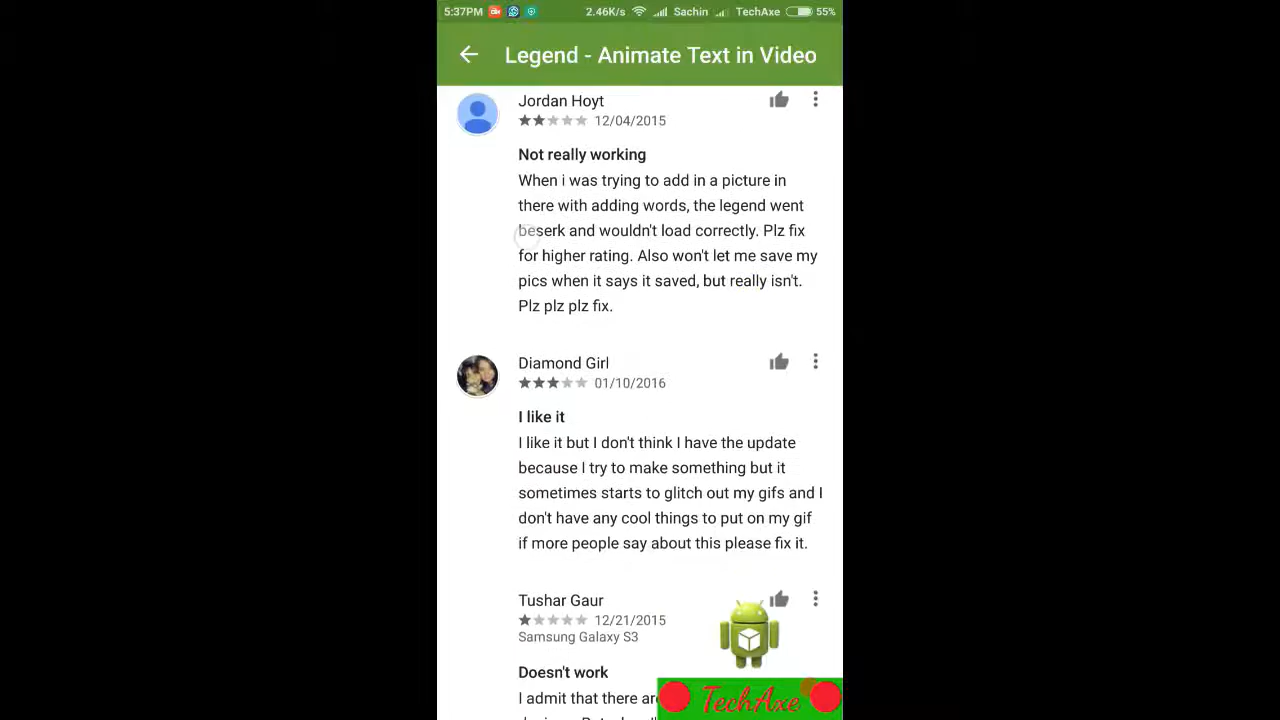 5:37PM 2.46K/s Sachin TechAxe 55%
Legend - Animate Text in Video
Jordan Hoyt
12/04/2015
Not really working
When i was trying to add in a picture in
there with adding words, the legend went
beserk and wouldn't load correctly. Plz fix
for higher rating. Also won't let me save my
pics when it says it saved, but really isn't.
Plz plz plz fix.
Diamond Girl
01/10/2016
I like it
I like it but I don't think I have the update
because I try to make something but it
sometimes starts to glitch out my gifs and I
don't have any cool things to put on my gif
if more people say about this please fix it.
Tushar Gaur
12/21/2015
Samsung Galaxy S3
Doesn't work
I admit that there are
TechAxe